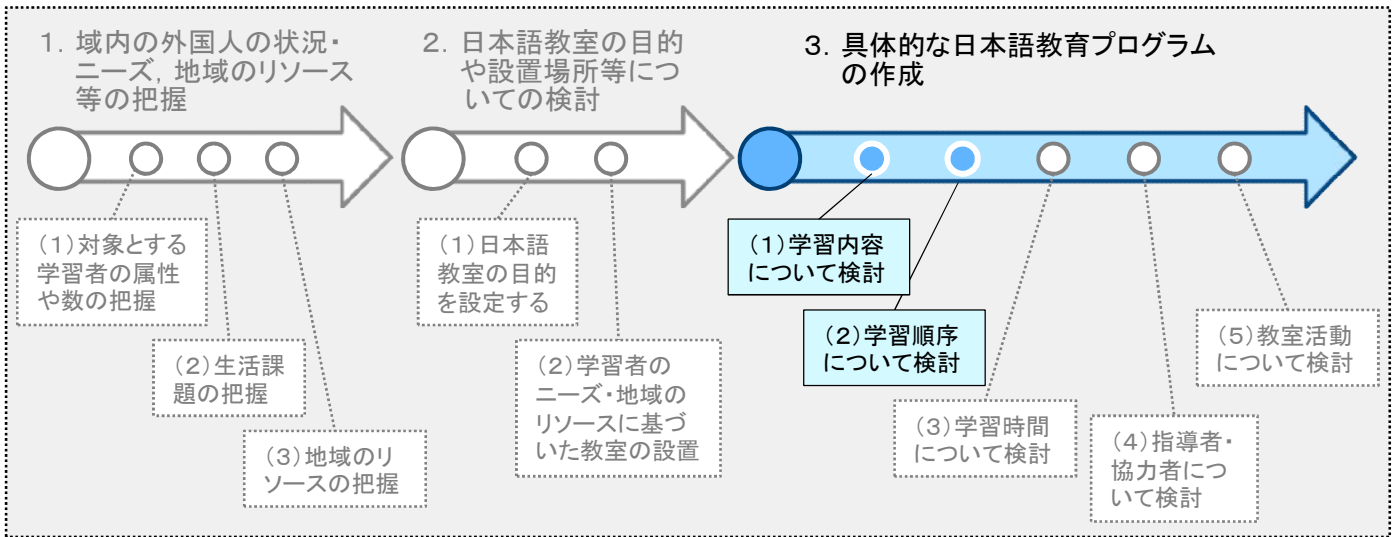 1．域内の外国人の状況・
ニーズ，地域のリソース
等の把握
2．日本語教室の目的
や設置場所等につ
いての検討
3．具体的な日本語教育プログラム
の作成
（1）対象とする
学習者の属性
や数の把握
（2）生活課
題の把握
（3）地域のリ
ソースの把握
（1）日本語
教室の目的
を設定する
（2）学習者の
ニーズ・地域の
リソースに基づ
いた教室の設置
（1）学習内容
について検討
（2）学習順序
について検討
（3）学習時間
について検討
（4）指導者・
協力者につ
いて検討
（5）教室活動
について検討